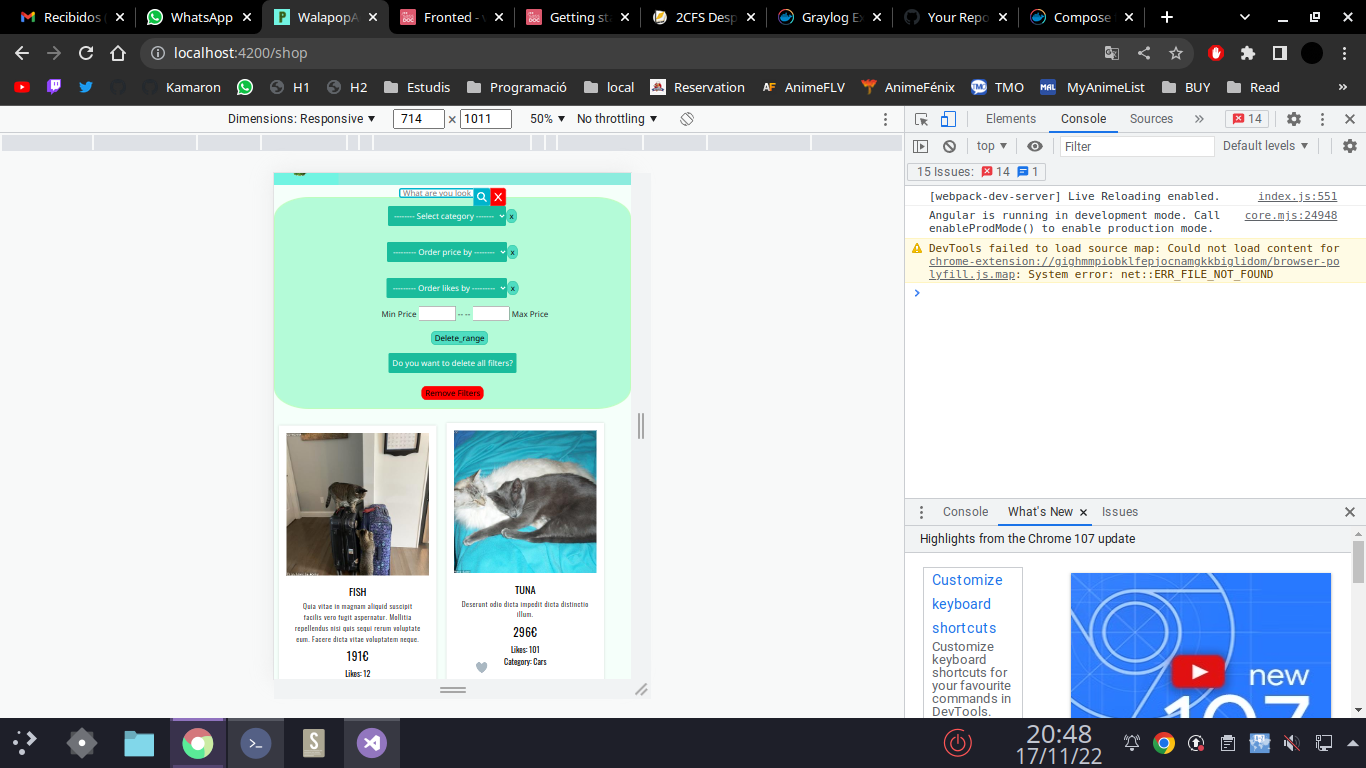 Recibidos
WhatsApp
WalapopA
Fronted -
Getting st
2CFS Desp
Graylog Ex
Your Repo
Compose
localhost:4200/shop
Kamaron
H1
H2
Estudis
Programació
local
Reservation
AF
AnimeFLV
AnimeFénix
TMO
TMO
MAL
MyAnimeList
BUY
Read
»
Dimensions: Responsive
714 × 1011
50%
No throttling
Elements
Console
Sources
»
14
top
Filter
Default levels
15 Issues: 14 1
[webpack-dev-server] Live Reloading enabled. index.js:551
Angular is running in development mode. Call core.mjs:24948
enableProdMode() to enable production mode.
DevTools failed to load source map: Could not load content for
chrome-extension://gighmmpiobklfepjocnamgkkbiglidom/browser-po
lyfill.js.map: System error: net::ERR_FILE_NOT_FOUND
What are you look
X
-------- Select category -------
x
--------- Order price by --------
x
--------- Order likes by ---------
x
Min Price -- -- Max Price
Delete_range
Do you want to delete all filters?
Remove Filters
FISH
Quia vitae in magnam aliquid suscipit
facilis vero fugit aspernatur. Mollitia
repellendus nisi quis sequi rerum voluptate
eum. Facere dicta vitae voluptatem neque.
191€
Likes: 12
TUNA
Deserunt odio dicta impedit dicta distinctio
illum.
296€
Likes: 101
Category: Cars
Console
What's New
Issues
Highlights from the Chrome 107 update
Customize
keyboard
shortcuts
Customize
keyboard
shortcuts for
your favourite
commands in
DevTools.
new
107
20:48
17/11/22